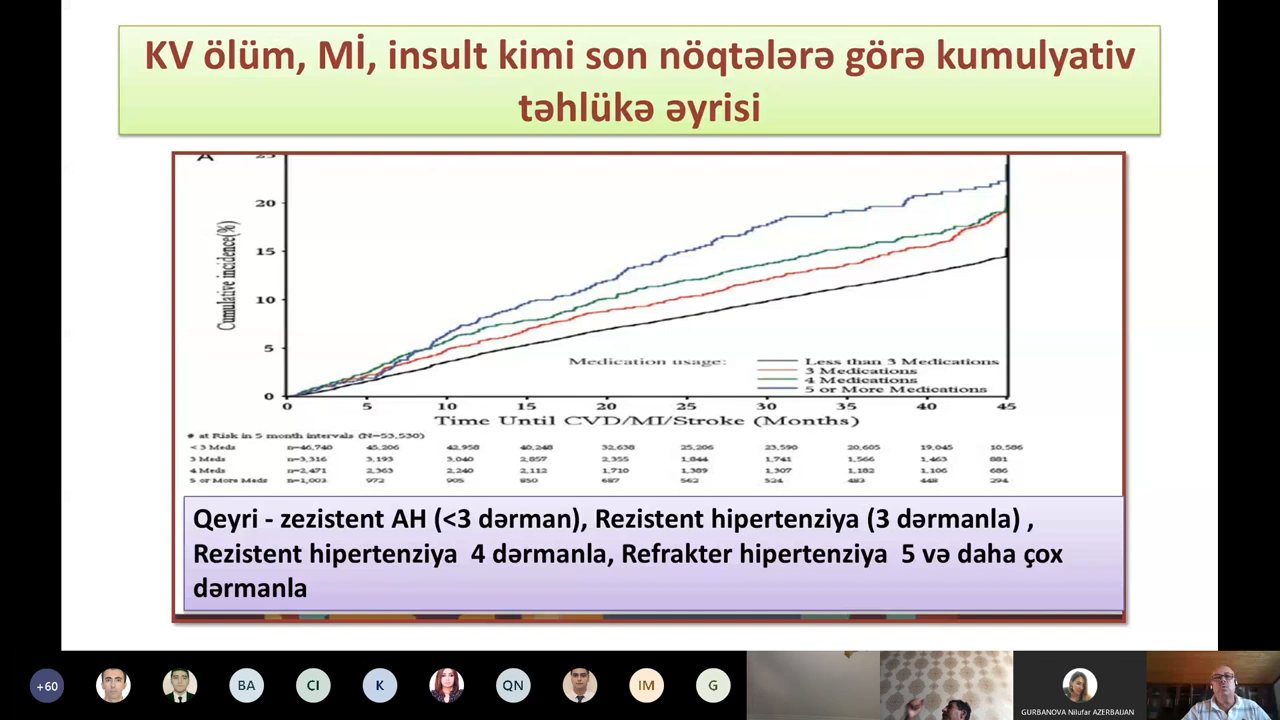 KV ölüm, Mİ, insult kimi son nöqtələrə görə kumulyativ
təhlükə əyrisi
A
25
20
15
10
5
0
Cumulative incidence(%)
Medication usage:
Less than 3 Medications
3 Medications
4 Medications
5 or More Medications
0 5 10 15 20 25 30 35 40 45
Time Until CVD/MI/Stroke (Months)
# at Risk in 5 month intervals (N=53,530)
< 3 Meds n=46,740 45,206 42,958 40,248 32,638 25,206 23,590 20,605 19,045 10,586
3 Meds n=3,316 3,193 3,040 2,857 2,355 1,844 1,741 1,566 1,463 881
4 Meds n=2,471 2,363 2,240 2,112 1,710 1,389 1,307 1,182 1,106 686
5 or More Meds n=1,003 972 905 850 687 562 524 483 448 294
Qeyri - zezistent AH (<3 dərman), Rezistent hipertenziya (3 dərmanla) ,
Rezistent hipertenziya 4 dərmanla, Refrakter hipertenziya 5 və daha çox
dərmanla
+60 BA CI K QN IM G
GURBANOVA Nilufar AZERBAIJAN